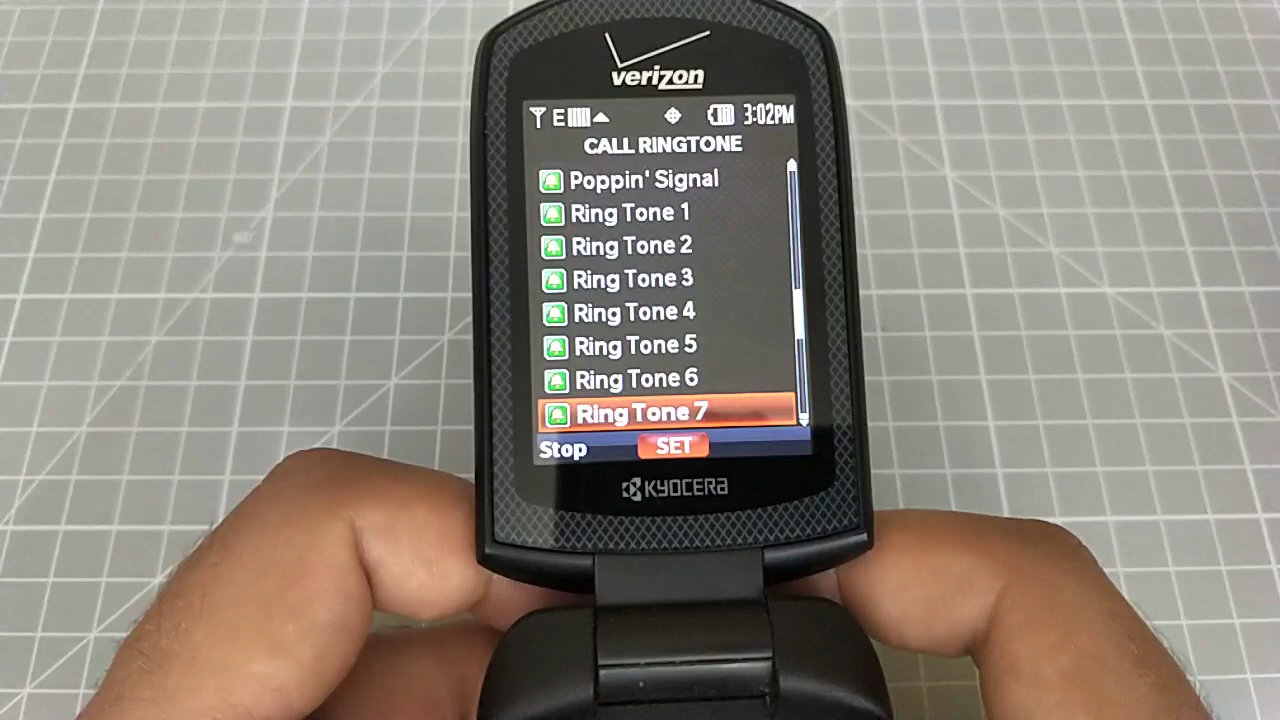 verizon
E 3:02PM
CALL RINGTONE
Poppin' Signal
Ring Tone 1
Ring Tone 2
Ring Tone 3
Ring Tone 4
Ring Tone 5
Ring Tone 6
Ring Tone 7
Stop SET
KYOCERA